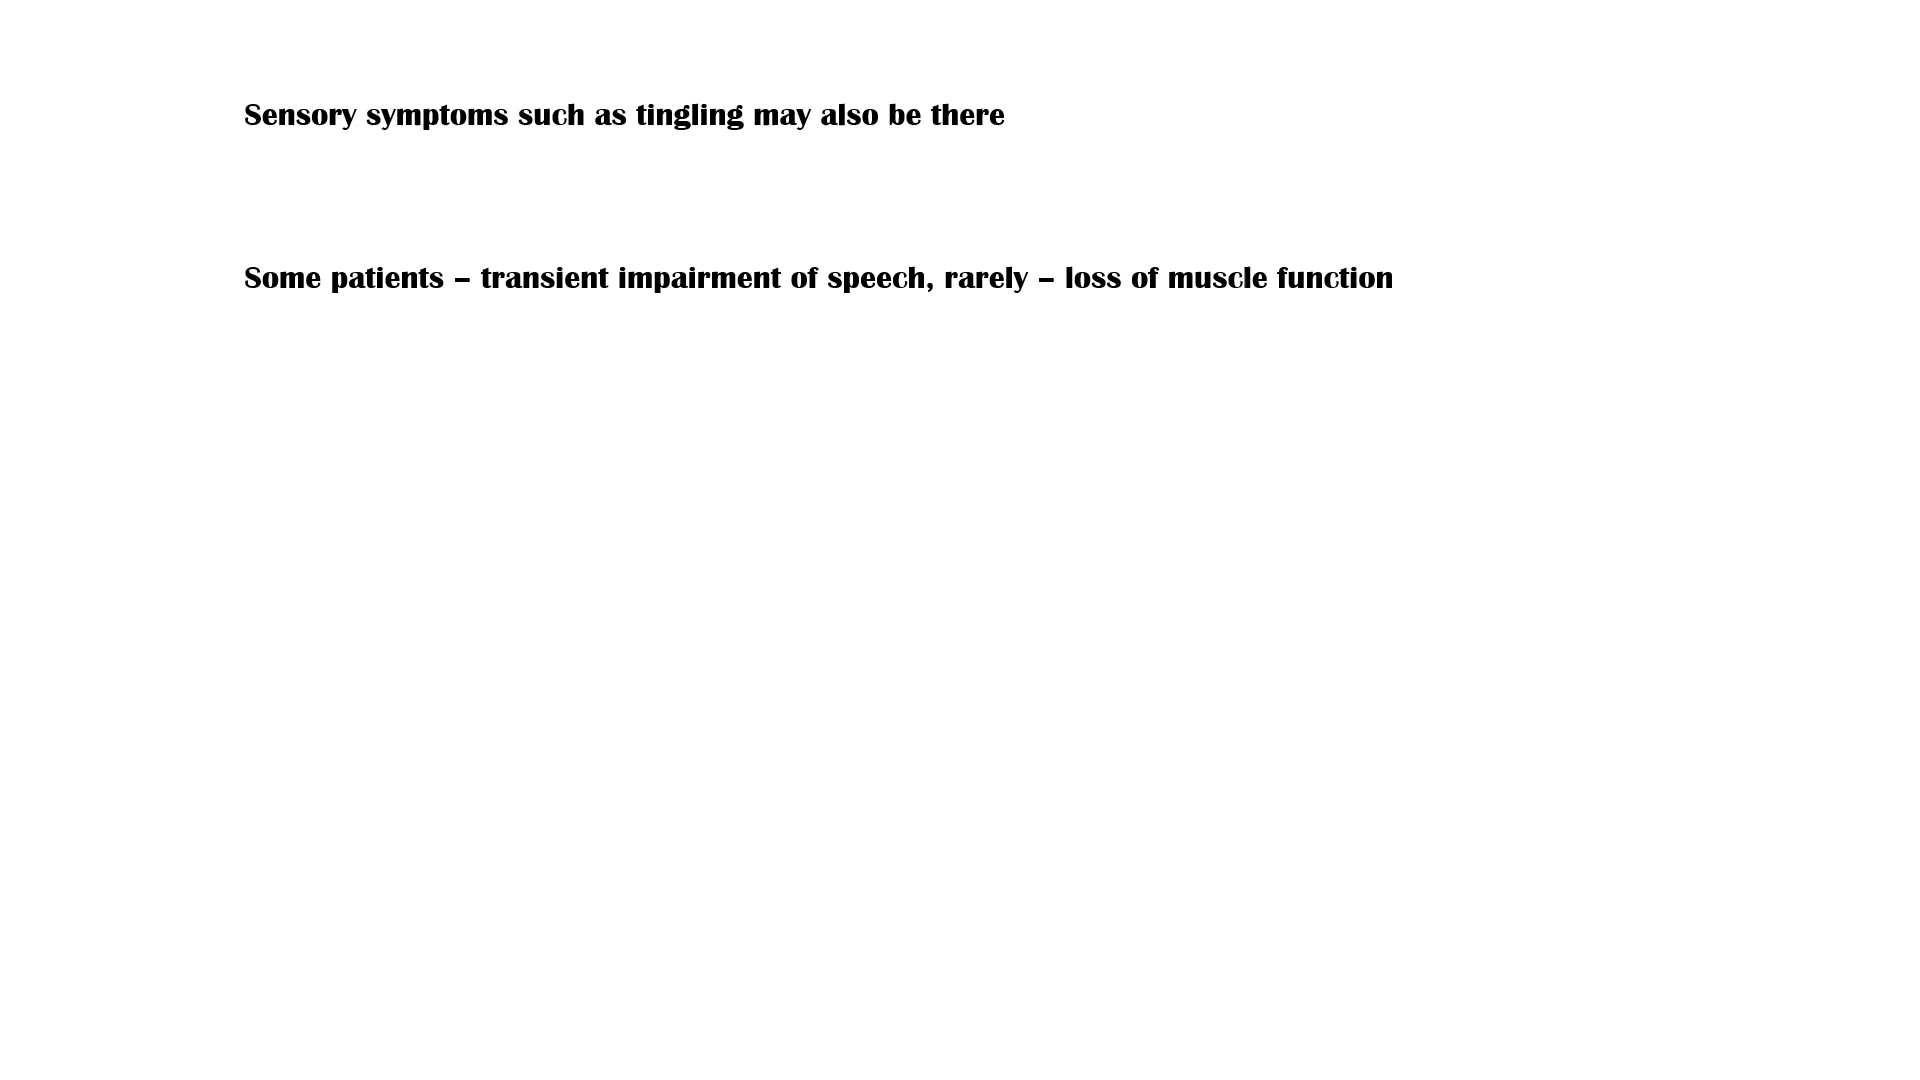 Sensory symptoms such as tingling may also be there
Some patients – transient impairment of speech, rarely – loss of muscle function